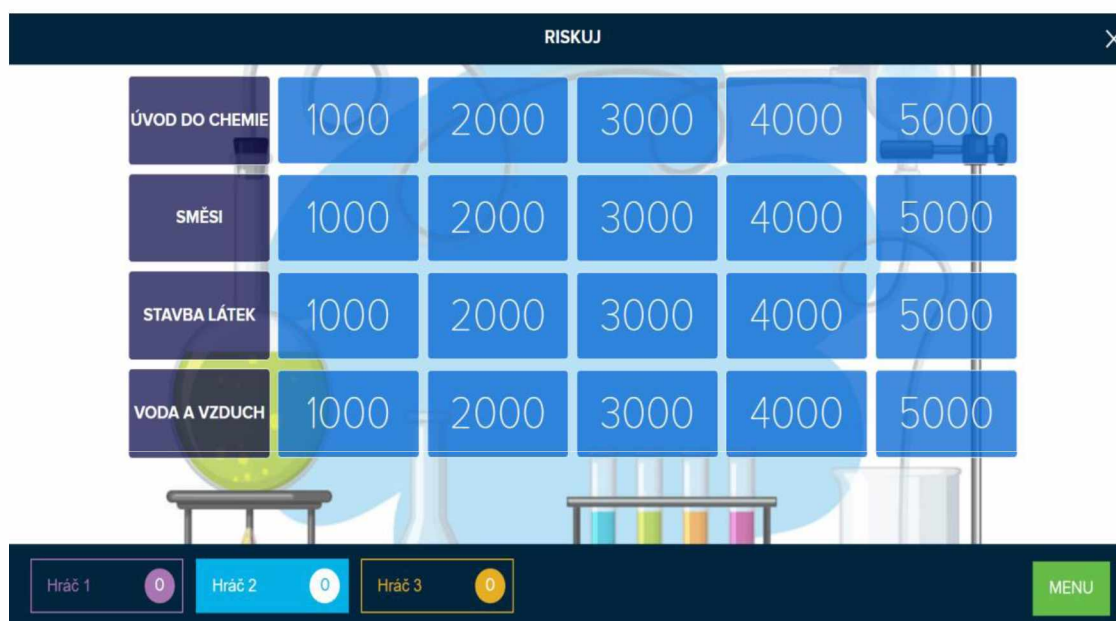 RISKUJ
ÚVOD DO CHEMIE 1000 2000 3000 4000 5000
SMĚSI 1000 2000 3000 4000 5000
STAVBA LÁTEK 1000 2000 3000 4000 5000
VODA A VZDUCH 1000 2000 3000 4000 5000
Hráč 1 0 Hráč 2 0 Hráč 3 0 MENU